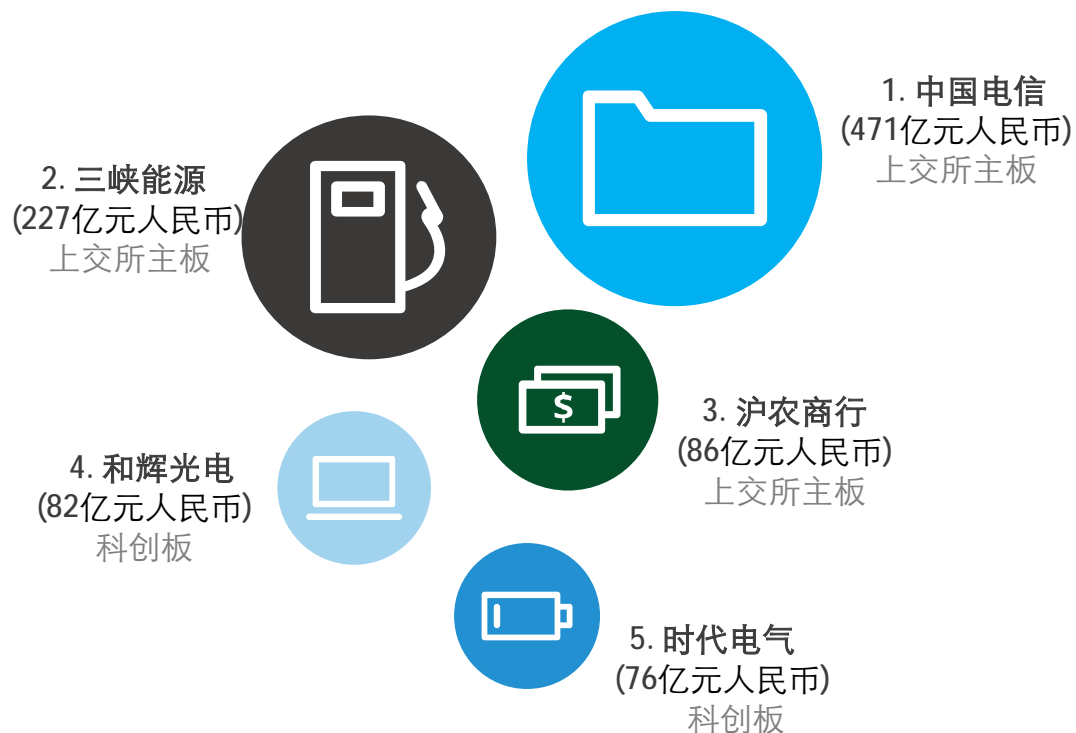 1. 中国电信
(471亿元人民币)
上交所主板
2. 三峡能源
(227亿元人民币)
上交所主板
$
3. 沪农商行
(86亿元人民币)
上交所主板
4. 和辉光电
(82亿元人民币)
科创板
5. 时代电气
(76亿元人民币)
科创板